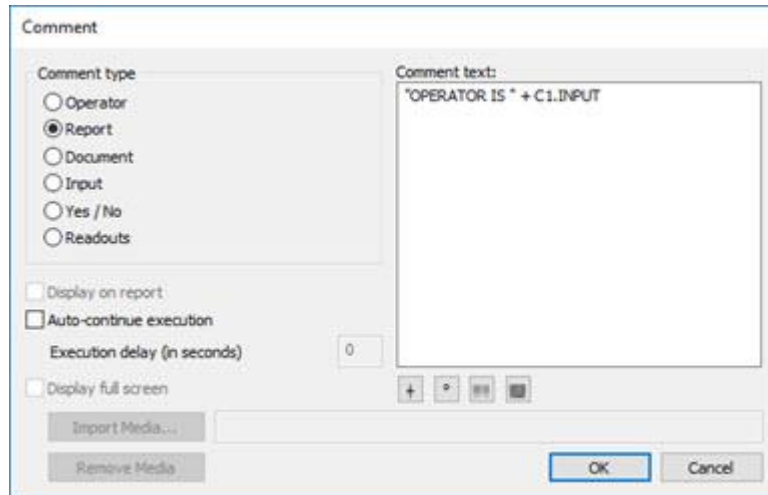 Comment
Comment type
Operator
Report
Document
Input
Yes / No
Readouts
Display on report
Auto-continue execution
Execution delay (in seconds) 0
Display full screen
Import Media...
Remove Media
Comment text:
"OPERATOR IS " + C1.INPUT
+ °
OK Cancel